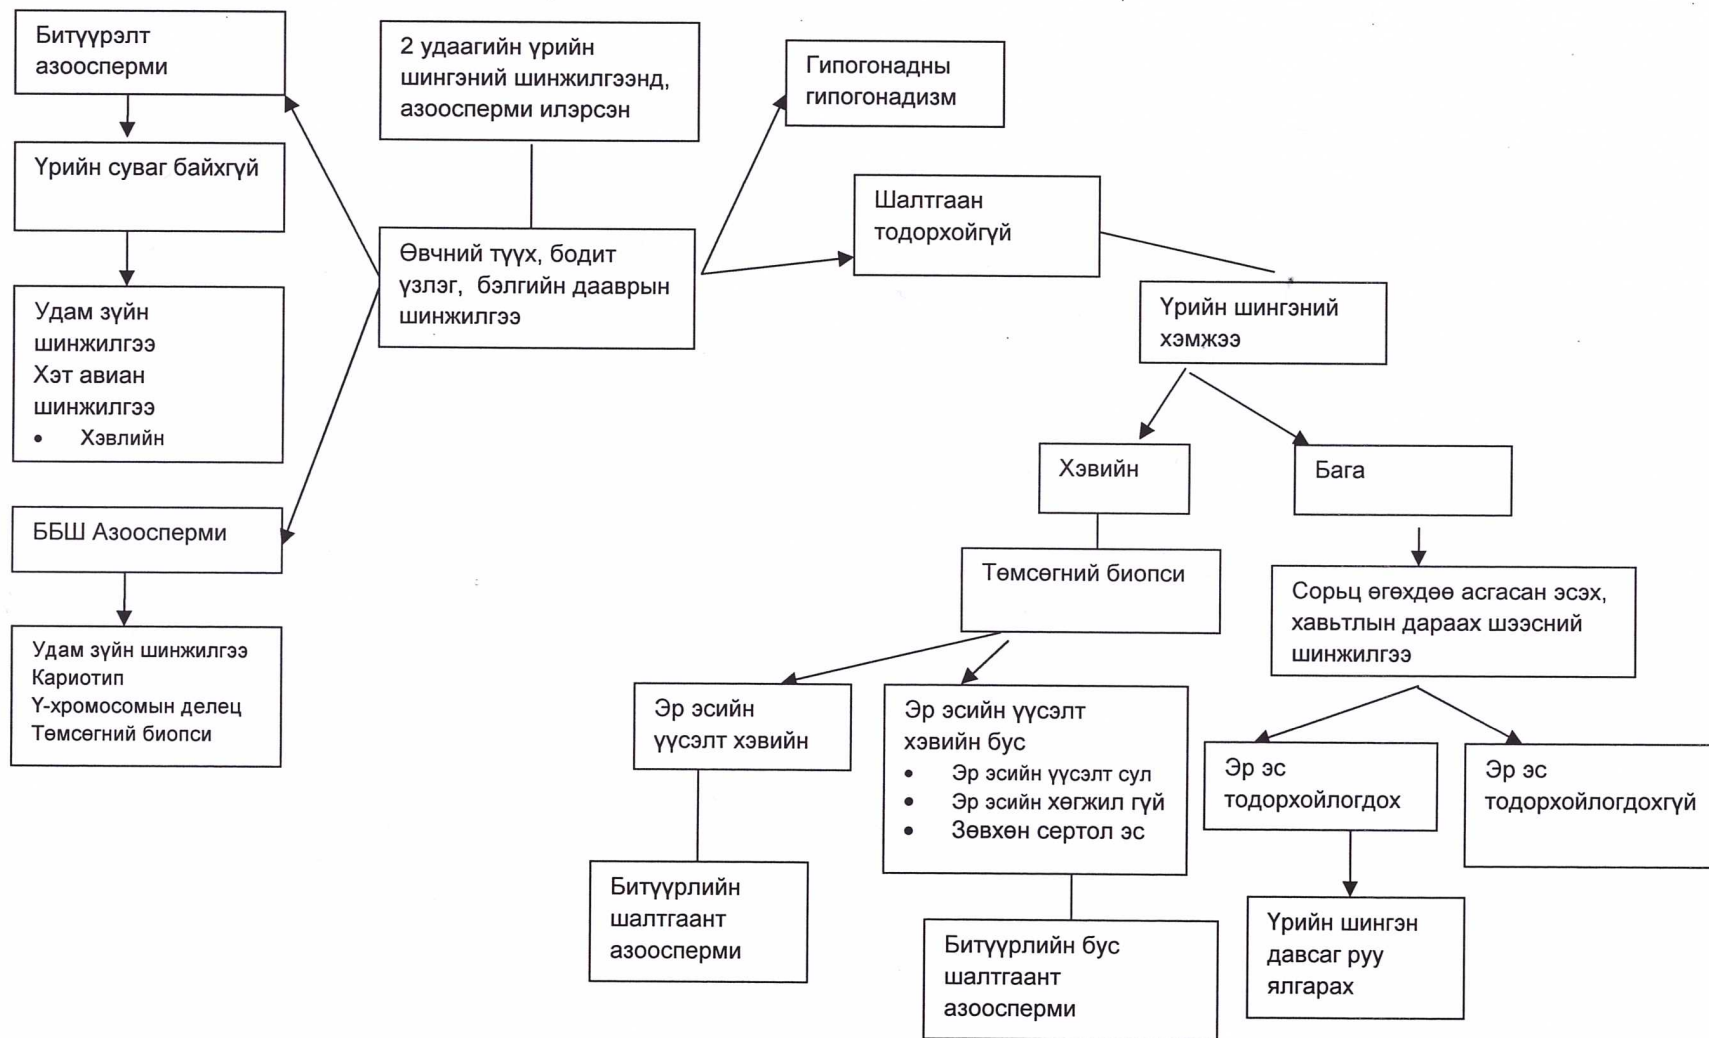 Битүүрэлт
азоосперми
2 удаагийн үрийн
шингэний шинжилгээнд,
азоосперми илэрсэн
Гипогонадны
гипогонадизм
Үрийн суваг байхгүй
Өвчний түүх, бодит
үзлэг, бэлгийн дааврын
шинжилгээ
Шалтгаан
тодорхойгүй
Удам зүйн
шинжилгээ
Хэт авиан
шинжилгээ
• Хэвлийн
Үрийн шингэний
хэмжээ
ББШ Азоосперми
Хэвийн
Бага
Удам зүйн шинжилгээ
Кариотип
Y-хромосомын делец
Төмсөгний биопси
Төмсөгний биопси
Сорьц өгөхдөө асгасан эсэх,
хавьтлын дараах шээсний
шинжилгээ
Эр эсийн
үүсэлт хэвийн
Эр эсийн үүсэлт
хэвийн бус
• Эр эсийн үүсэлт сул
• Эр эсийн хөгжил гүй
• Зөвхөн сертол эс
Эр эс
тодорхойлогдох
Эр эс
тодорхойлогдохгүй
Битүүрлийн
шалтгаант
азоосперми
Битүүрлийн бус
шалтгаант
азоосперми
Үрийн шингэн
давсаг руу
ялгарах